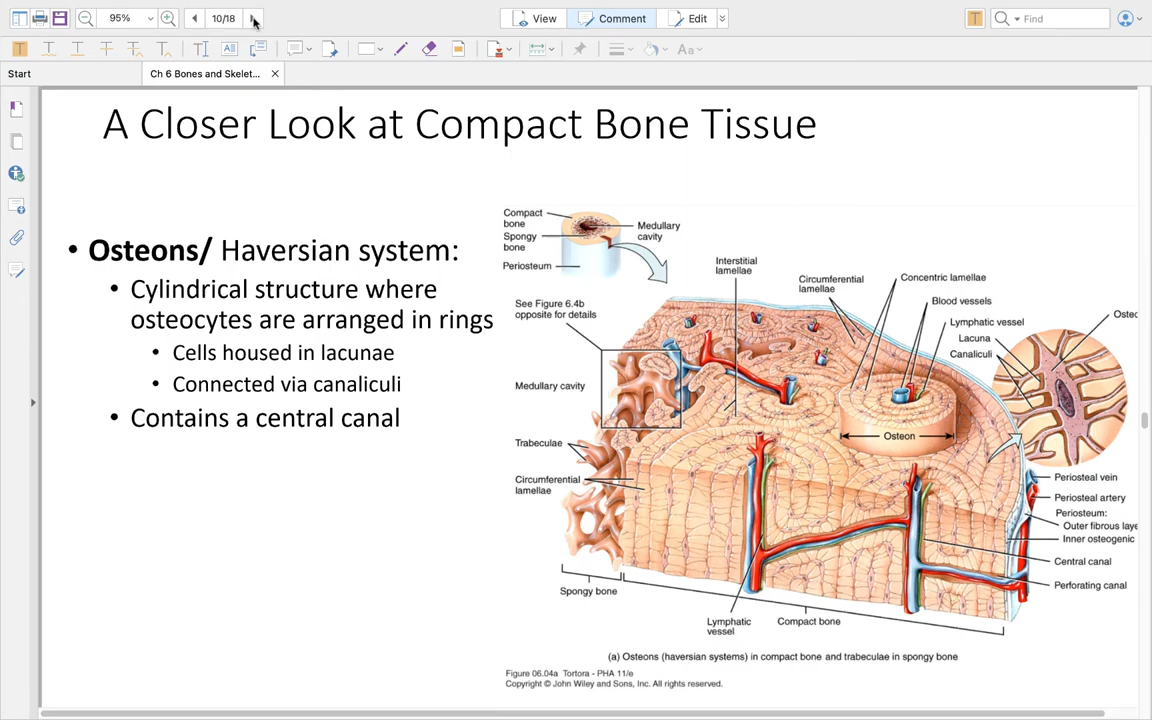 95%
10/18
View
Comment
Edit
T
Find
T T T T T T T A
Aa
Start
Ch 6 Bones and Skelet...
A Closer Look at Compact Bone Tissue
• Osteons/ Haversian system:
• Cylindrical structure where
osteocytes are arranged in rings
• Cells housed in lacunae
• Connected via canaliculi
• Contains a central canal
Compact
bone
Spongy
bone
Periosteum
Medullary
cavity
See Figure 6.4b
opposite for details
Medullary cavity
Trabeculae
Circumferential
lamellae
Interstitial
lamellae
Circumferential
lamellae
Concentric lamellae
Blood vessels
Lymphatic vessel
Lacuna
Canaliculi
Osteoc
Osteon
Periosteal vein
Periosteal artery
Periosteum:
Outer fibrous laye
Inner osteogenic
Central canal
Perforating canal
Spongy bone
Lymphatic
vessel
Compact bone
(a) Osteons (haversian systems) in compact bone and trabeculae in spongy bone
Figure 06.04a Tortora - PHA 11/e
Copyright © John Wiley and Sons, Inc. All rights reserved.